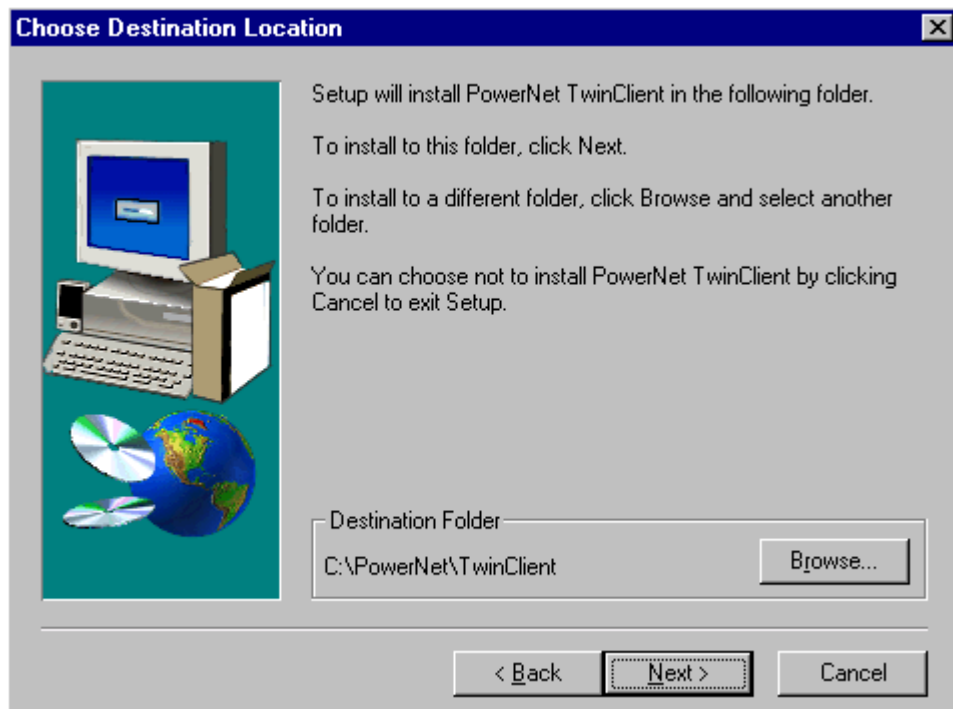 Choose Destination Location
Setup will install PowerNet TwinClient in the following folder.
To install to this folder, click Next.
To install to a different folder, click Browse and select another
folder.
You can choose not to install PowerNet TwinClient by clicking
Cancel to exit Setup.
Destination Folder
C:\PowerNet\TwinClient
Browse...
< Back
Next >
Cancel